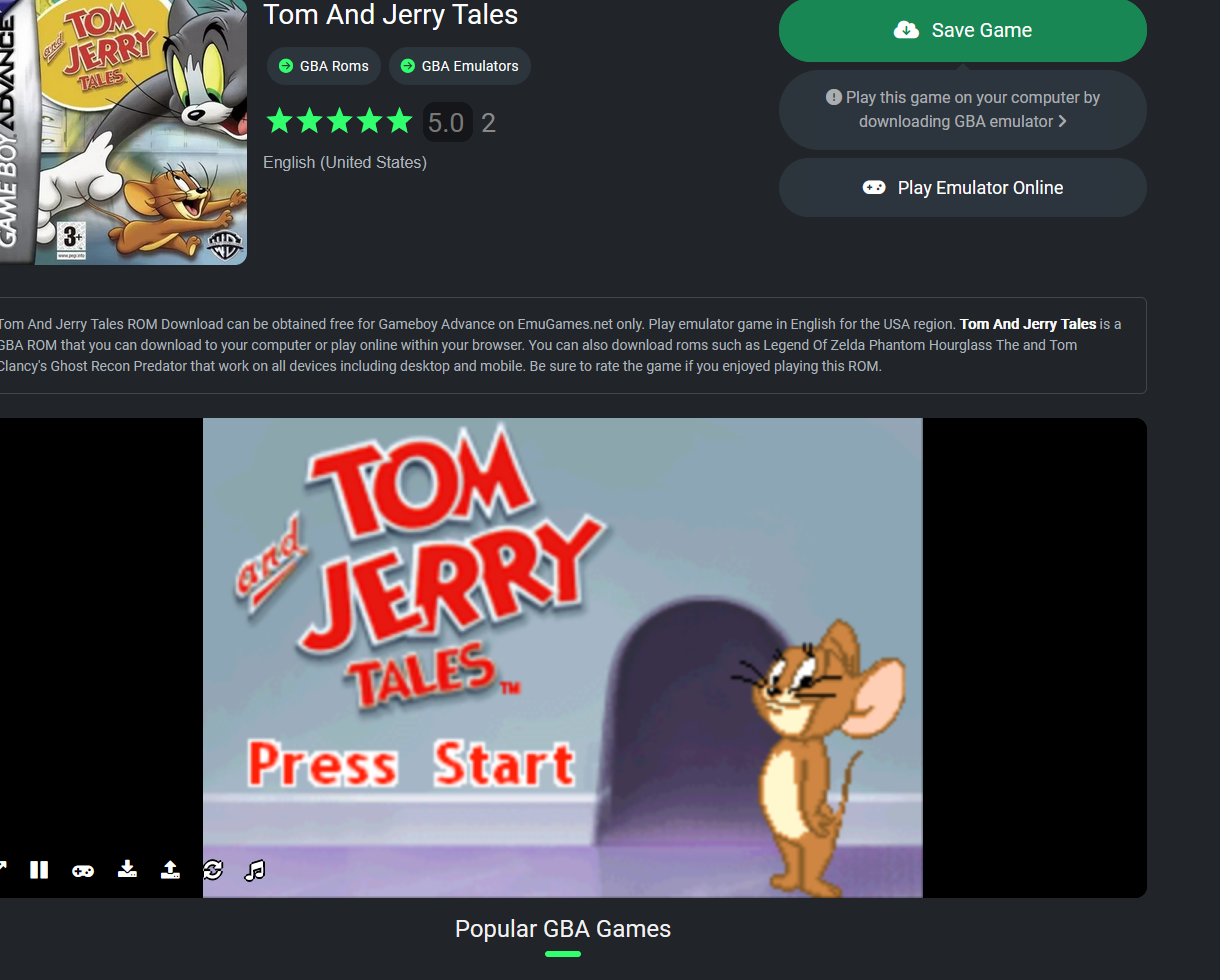 Tom And Jerry Tales
Save Game
GBA Roms
GBA Emulators
5.0
2
English (United States)
Play this game on your computer by
downloading GBA emulator
Play Emulator Online
GAME BOY ADVANCE
TOM
and
JERRY
TALES
3+
www.pegi.info
WB
Tom And Jerry Tales ROM Download can be obtained free for Gameboy Advance on EmuGames.net only. Play emulator game in English for the USA region. Tom And Jerry Tales is a
GBA ROM that you can download to your computer or play online within your browser. You can also download roms such as Legend Of Zelda Phantom Hourglass The and Tom
Clancy's Ghost Recon Predator that work on all devices including desktop and mobile. Be sure to rate the game if you enjoyed playing this ROM.
TOM
and
JERRY
TALES™
Press Start
Popular GBA Games